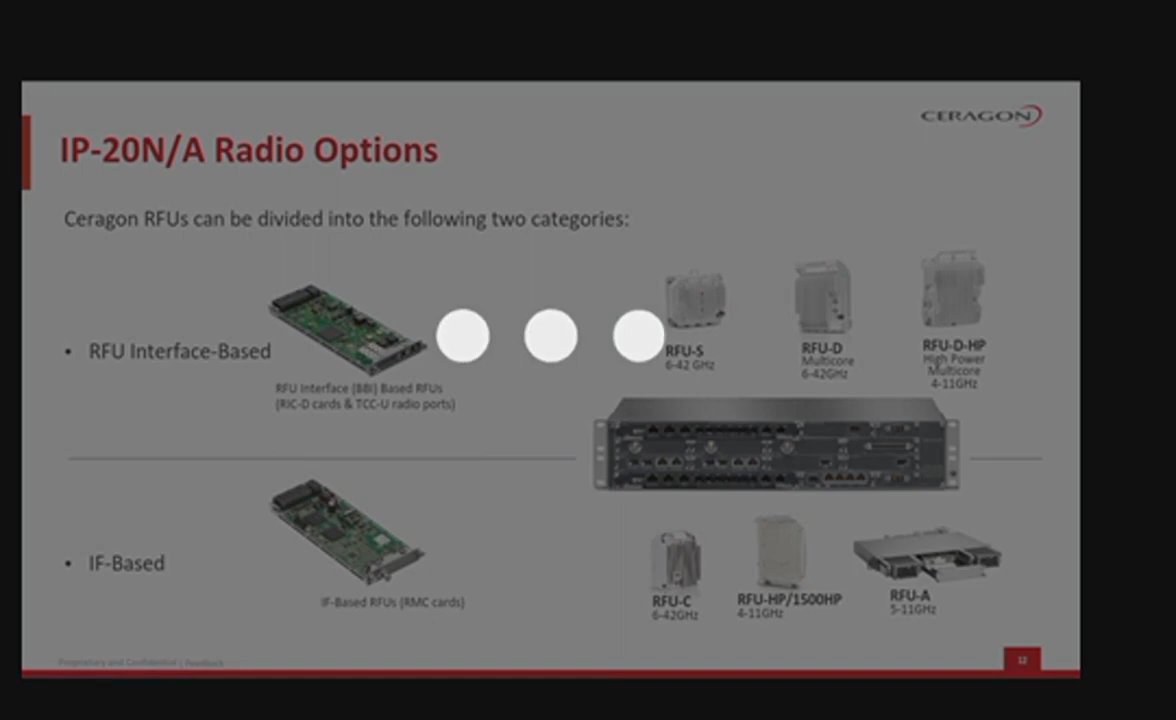 CERAGON
IP-20N/A Radio Options
Ceragon RFUs can be divided into the following two categories:
• RFU Interface-Based
RFU Interface (BBI) Based RFUs
(RIC-D cards & TCC-U radio ports)
RFU-S
6-42 GHz
RFU-D
Multicore
6-42GHz
RFU-D-HP
High Power
Multicore
4-11GHz
• IF-Based
IF-Based RFUs (RMC cards)
RFU-C
6-42GHz
RFU-HP/1500HP
4-11GHz
RFU-A
5-11GHz
Proprietary and Confidential | Feedback
12